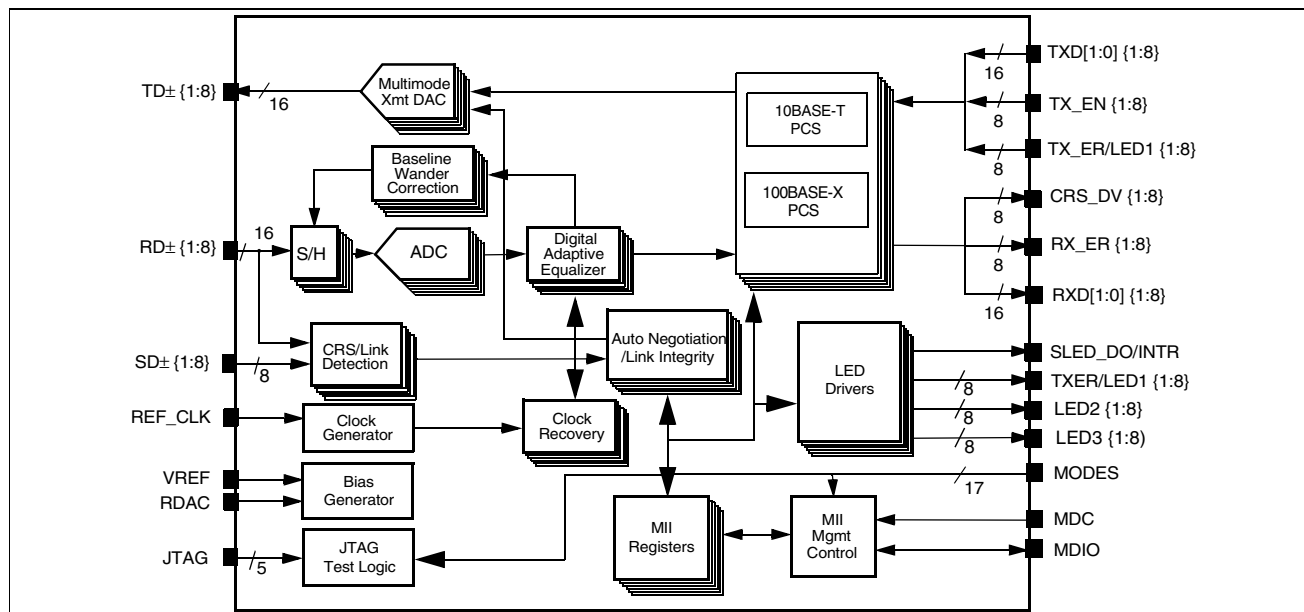 TD± {1:8}
16
Multimode
Xmt DAC
10BASE-T
PCS
100BASE-X
PCS
TXD[1:0] {1:8}
16
TX_EN {1:8}
8
TX_ER/LED1 {1:8}
8
Baseline
Wander
Correction
CRS_DV {1:8}
8
RD± {1:8}
16
S/H
ADC
Digital
Adaptive
Equalizer
RX_ER {1:8}
8
RXD[1:0] {1:8}
16
SD± {1:8}
8
CRS/Link
Detection
Auto Negotiation
/Link Integrity
LED
Drivers
SLED_DO/INTR
TXER/LED1 {1:8}
8
LED2 {1:8}
8
LED3 {1:8)
8
REF_CLK
Clock
Generator
Clock
Recovery
VREF
RDAC
Bias
Generator
MODES
17
JTAG
5
JTAG
Test Logic
MII
Registers
MII
Mgmt
Control
MDC
MDIO